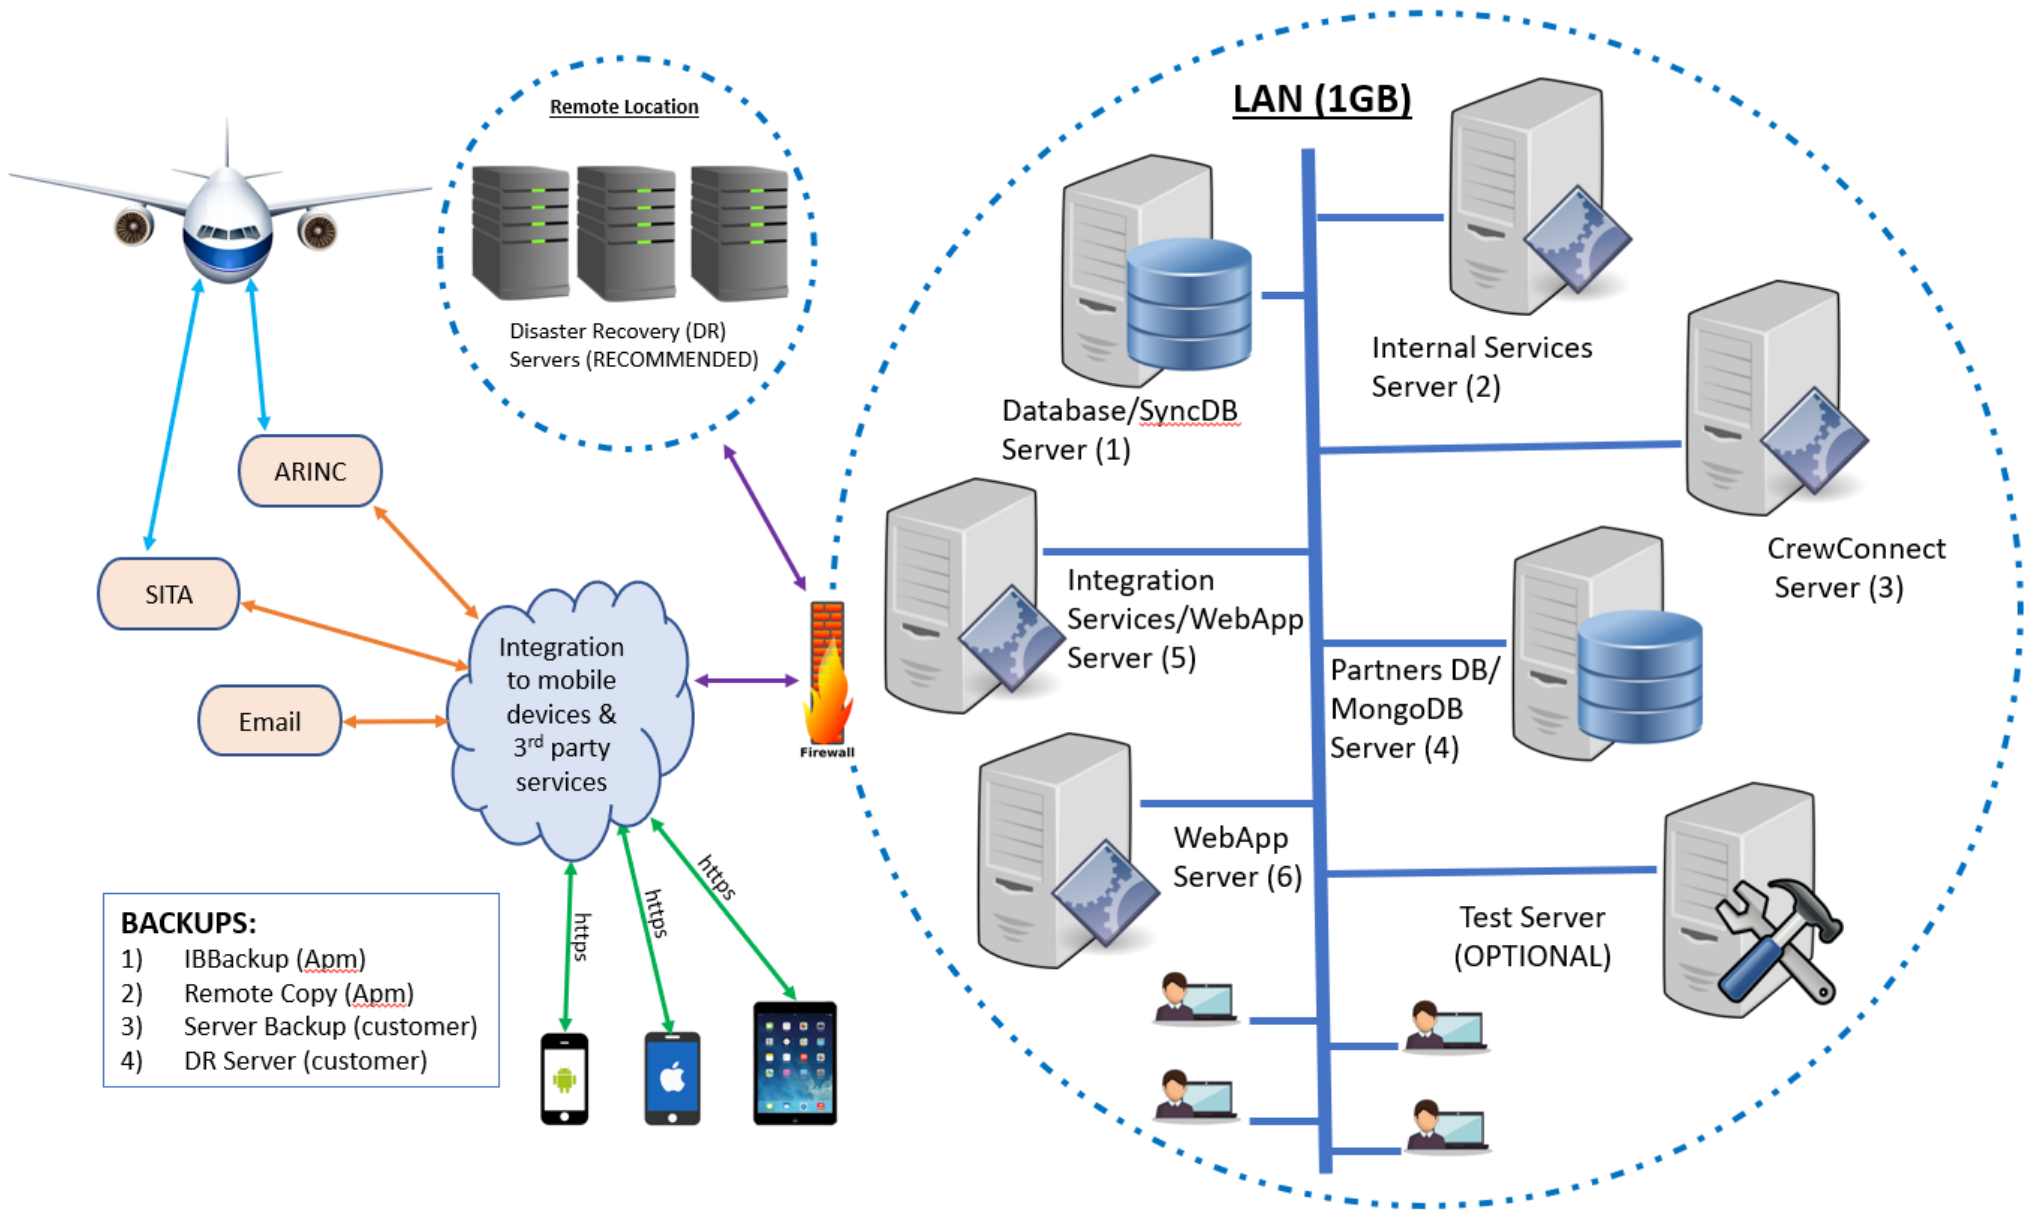 Remote Location
Disaster Recovery (DR)
Servers (RECOMMENDED)
LAN (1GB)
Database/SyncDB
Server (1)
Internal Services
Server (2)
CrewConnect
Server (3)
Integration
Services/WebApp
Server (5)
Partners DB/
MongoDB
Server (4)
WebApp
Server (6)
Test Server
(OPTIONAL)
ARINC
SITA
Email
Integration
to mobile
devices &
3rd party
services
Firewall
https
https
https
BACKUPS:
1) IBBackup (Apm)
2) Remote Copy (Apm)
3) Server Backup (customer)
4) DR Server (customer)